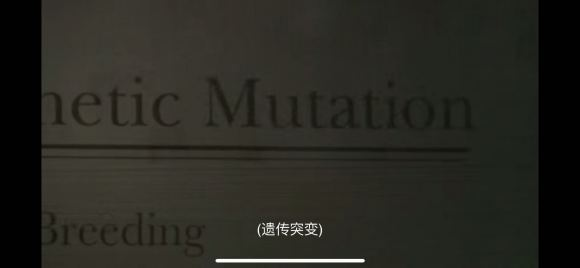 netic Mutation
Breeding
(遗传突变)